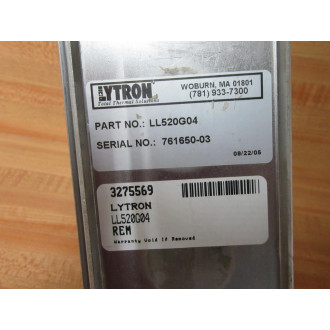 LYTRON
Total Thermal Solutions
WOBURN, MA 01801
(781) 933-7300
PART NO.: LL520G04
SERIAL NO.: 761650-03
09/22/05
3275569
LYTRON
LL520G04
REM
Warranty Void If Removed